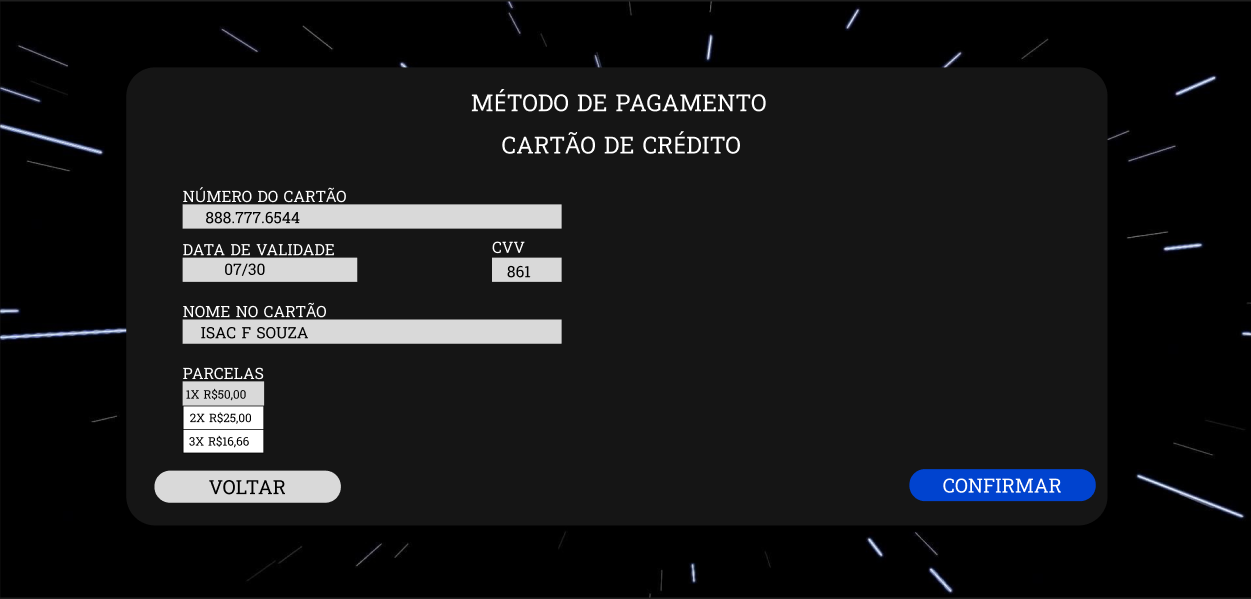 MÉTODO DE PAGAMENTO
CARTÃO DE CRÉDITO
NÚMERO DO CARTÃO
888.777.6544
DATA DE VALIDADE
CVV
07/30
861
NOME NO CARTÃO
ISAC F SOUZA
PARCELAS
1X R$50,00
2X R$25,00
3X R$16,66
VOLTAR
CONFIRMAR